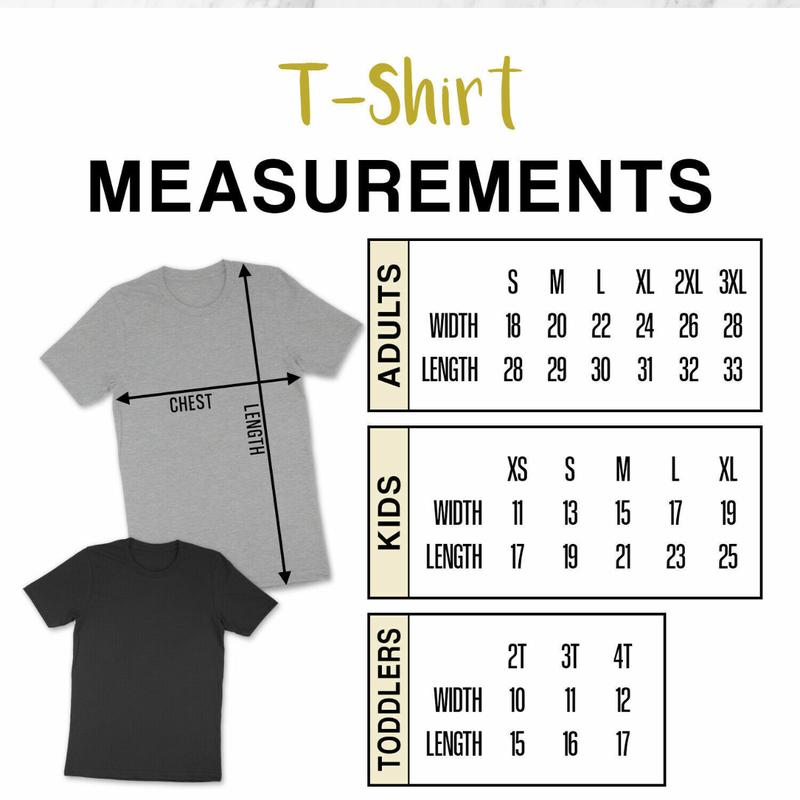 T-Shirt
MEASUREMENTS
CHEST
LENGTH
ADULTS
S M L XL 2XL 3XL
WIDTH 18 20 22 24 26 28
LENGTH 28 29 30 31 32 33
KIDS
XS S M L XL
WIDTH 11 13 15 17 19
LENGTH 17 19 21 23 25
TODDLERS
2T 3T 4T
WIDTH 10 11 12
LENGTH 15 16 17